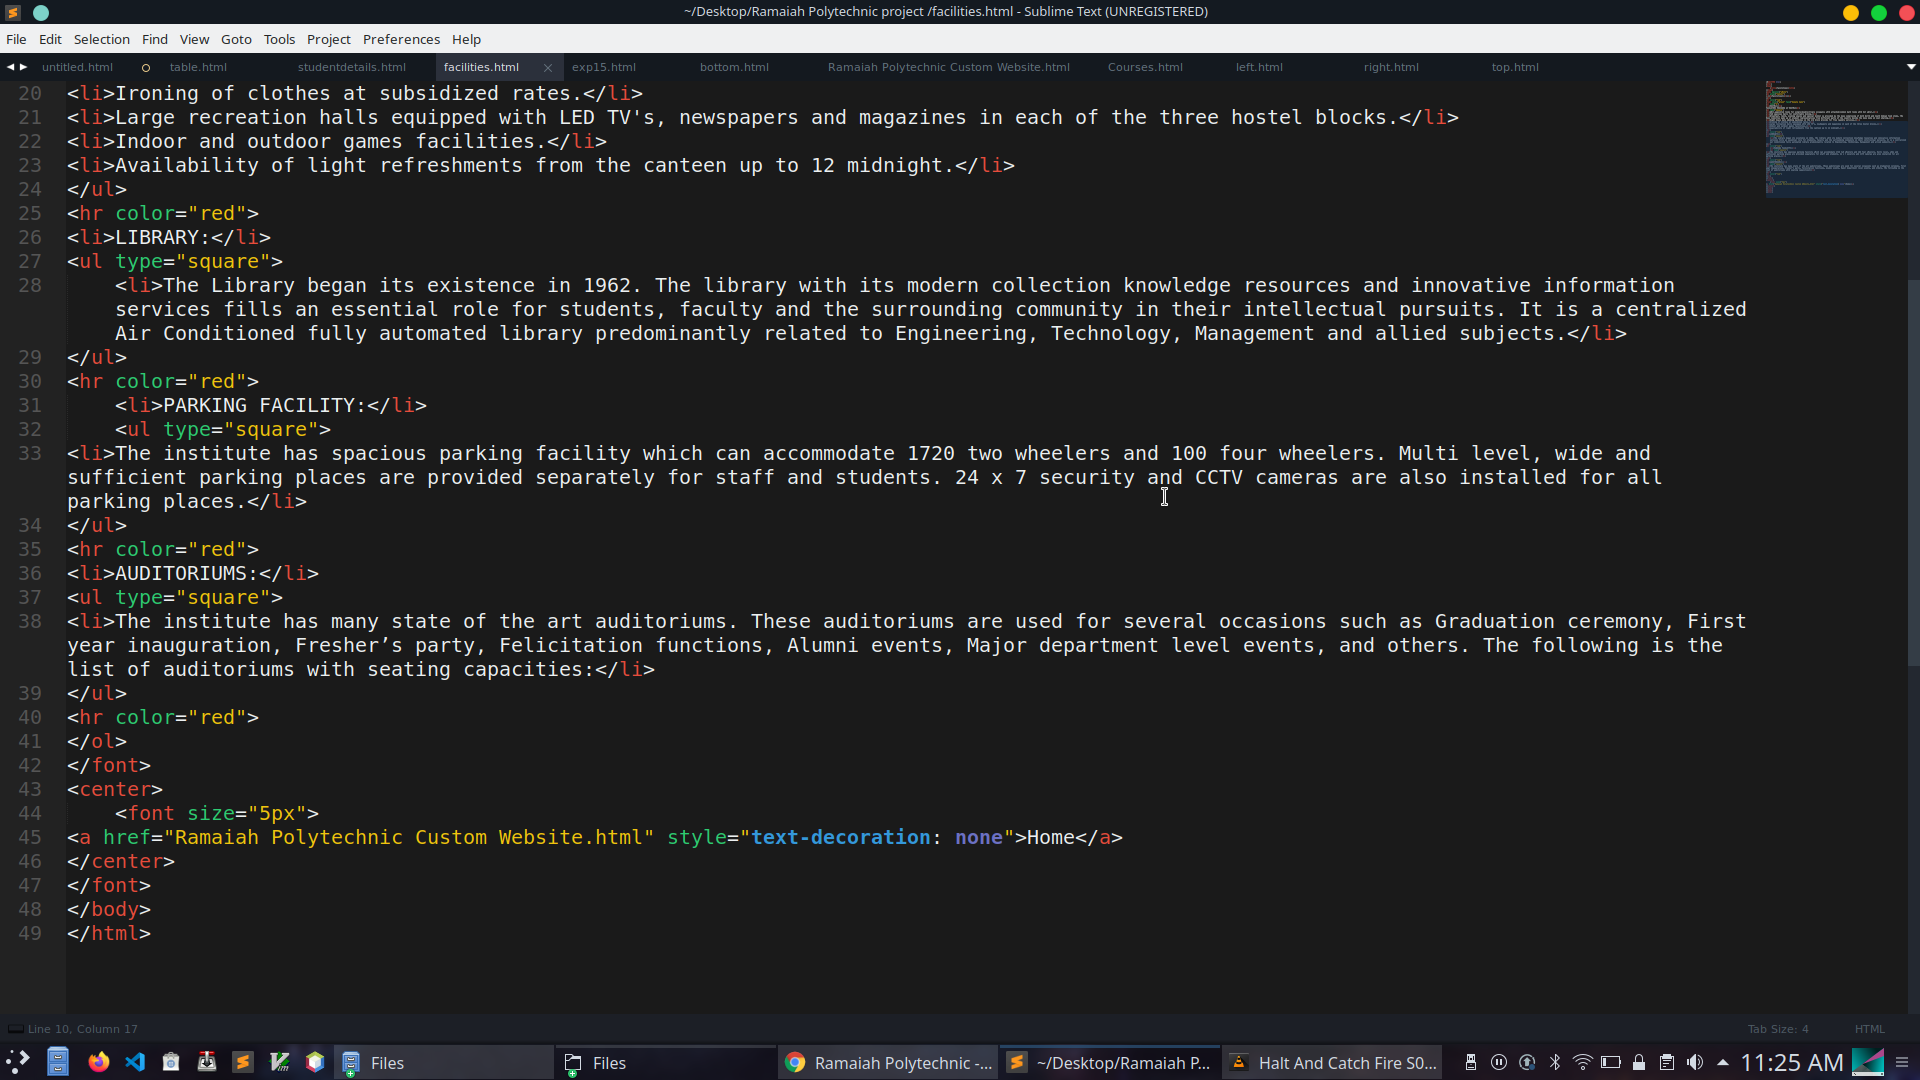 ~/Desktop/Ramaiah Polytechnic project /facilities.html - Sublime Text (UNREGISTERED)
File Edit Selection Find View Goto Tools Project Preferences Help
untitled.html table.html studentdetails.html facilities.html exp15.html bottom.html Ramaiah Polytechnic Custom Website.html Courses.html left.html right.html top.html
20 <li>Ironing of clothes at subsidized rates.</li>
21 <li>Large recreation halls equipped with LED TV's, newspapers and magazines in each of the three hostel blocks.</li>
22 <li>Indoor and outdoor games facilities.</li>
23 <li>Availability of light refreshments from the canteen up to 12 midnight.</li>
24 </ul>
25 <hr color="red">
26 <li>LIBRARY:</li>
27 <ul type="square">
28 <li>The Library began its existence in 1962. The library with its modern collection knowledge resources and innovative information
services fills an essential role for students, faculty and the surrounding community in their intellectual pursuits. It is a centralized
Air Conditioned fully automated library predominantly related to Engineering, Technology, Management and allied subjects.</li>
29 </ul>
30 <hr color="red">
31 <li>PARKING FACILITY:</li>
32 <ul type="square">
33 <li>The institute has spacious parking facility which can accommodate 1720 two wheelers and 100 four wheelers. Multi level, wide and
sufficient parking places are provided separately for staff and students. 24 x 7 security and CCTV cameras are also installed for all
parking places.</li>
34 </ul>
35 <hr color="red">
36 <li>AUDITORIUMS:</li>
37 <ul type="square">
38 <li>The institute has many state of the art auditoriums. These auditoriums are used for several occasions such as Graduation ceremony, First
year inauguration, Fresher’s party, Felicitation functions, Alumni events, Major department level events, and others. The following is the
list of auditoriums with seating capacities:</li>
39 </ul>
40 <hr color="red">
41 </ol>
42 </font>
43 <center>
44 <font size="5px">
45 <a href="Ramaiah Polytechnic Custom Website.html" style="text-decoration: none">Home</a>
46 </center>
47 </font>
48 </body>
49 </html>
Line 10, Column 17 Tab Size: 4 HTML
Files Files Ramaiah Polytechnic -... ~/Desktop/Ramaiah P... Halt And Catch Fire S0... 11:25 AM